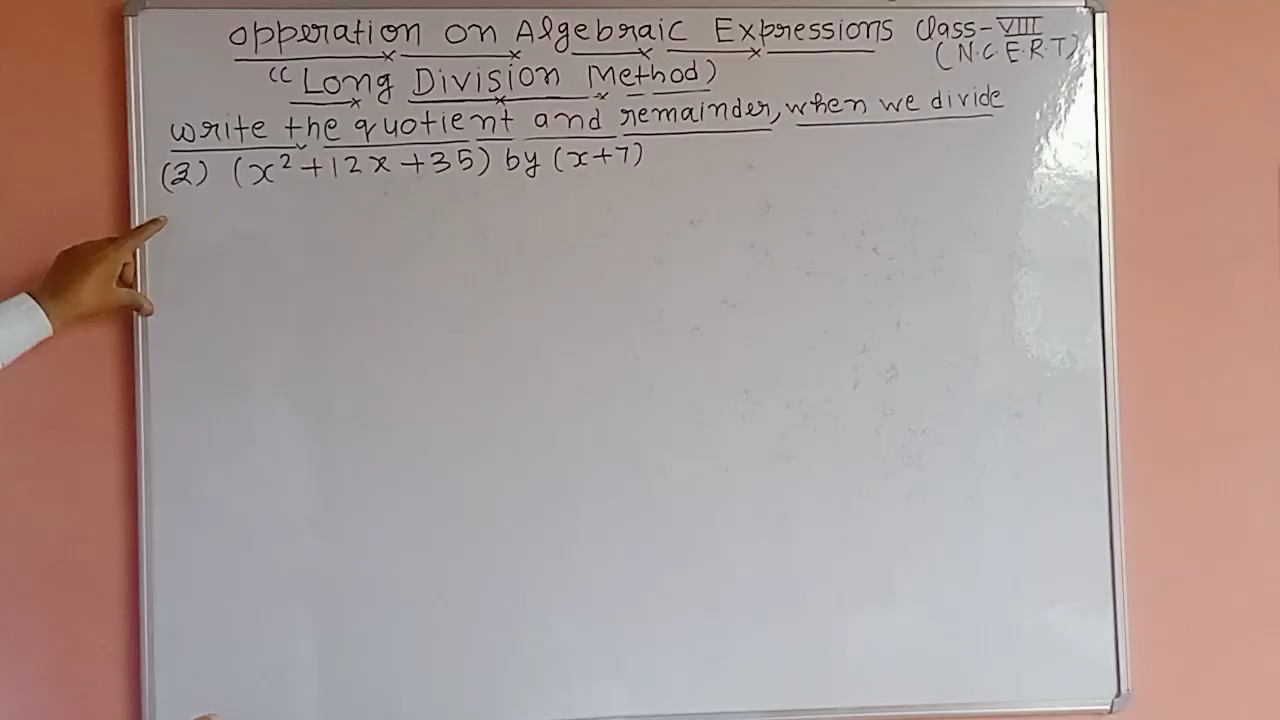 Opperation on Algebraic Expressions Class-VIII
(N.C.E.R.T)
"Long Division Method)
write the quotient and remainder, when we divide
(3) (x²+12x+35) by (x+7)